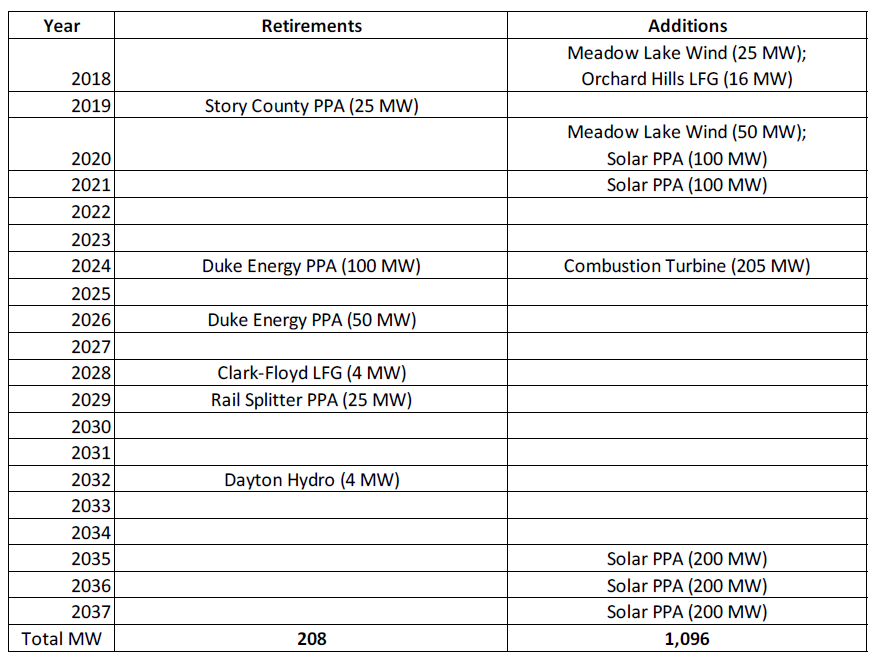 Year Retirements Additions
Meadow Lake Wind (25 MW);
2018 Orchard Hills LFG (16 MW)
2019 Story County PPA (25 MW)
Meadow Lake Wind (50 MW);
2020 Solar PPA (100 MW)
2021 Solar PPA (100 MW)
2022
2023
2024 Duke Energy PPA (100 MW) Combustion Turbine (205 MW)
2025
2026 Duke Energy PPA (50 MW)
2027
2028 Clark-Floyd LFG (4 MW)
2029 Rail Splitter PPA (25 MW)
2030
2031
2032 Dayton Hydro (4 MW)
2033
2034
2035 Solar PPA (200 MW)
2036 Solar PPA (200 MW)
2037 Solar PPA (200 MW)
Total MW 208 1,096